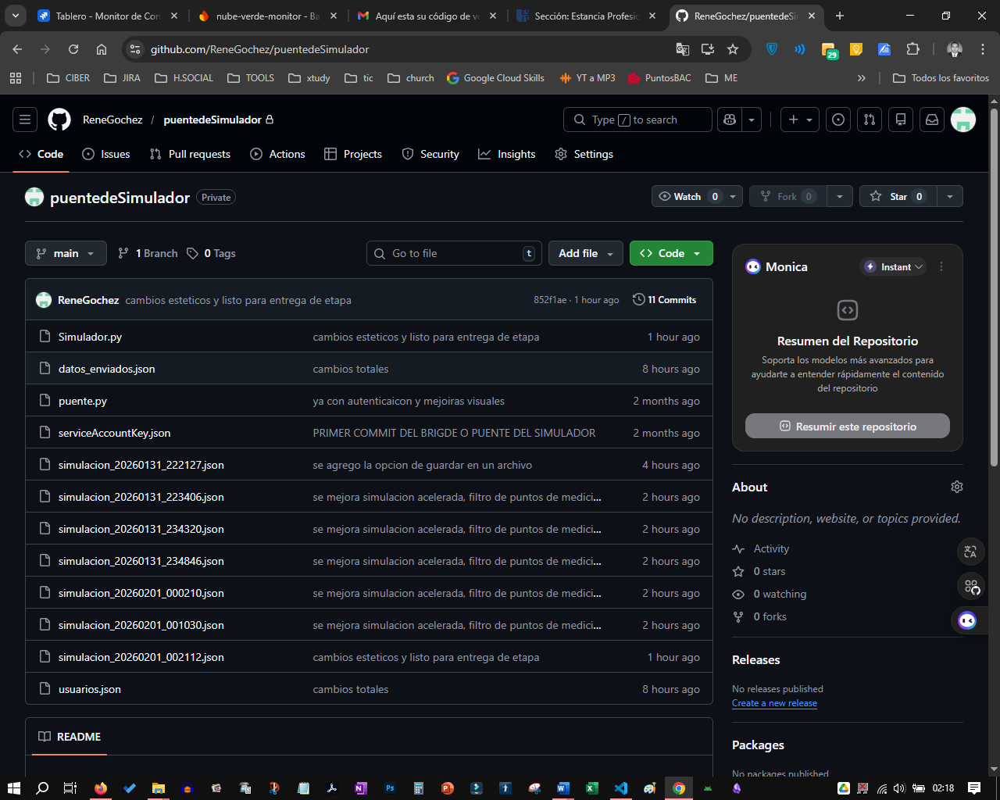 Tablero - Monitor de Con
nube-verde-monitor - Ba
Aquí esta su código de ve
Sección: Estancia Profesio
ReneGochez/puentedeSi
github.com/ReneGochez/puentedeSimulador
29
CIBER
JIRA
H.SOCIAL
TOOLS
xtudy
tic
church
Google Cloud Skills
YT a MP3
PuntosBAC
ME
Todos los favoritos
ReneGochez / puentedeSimulador
Type / to search
Code
Issues
Pull requests
Actions
Projects
Security
Insights
Settings
puentedeSimulador Private
Watch 0
Fork 0
Star 0
main
1 Branch
0 Tags
Go to file t
Add file
Code
ReneGochez cambios esteticos y listo para entrega de etapa 852f1ae · 1 hour ago 11 Commits
Simulador.py cambios esteticos y listo para entrega de etapa 1 hour ago
datos_enviados.json cambios totales 8 hours ago
puente.py ya con autenticaicon y mejoiras visuales 2 months ago
serviceAccountKey.json PRIMER COMMIT DEL BRIGDE O PUENTE DEL SIMULADOR 2 months ago
simulacion_20260131_222127.json se agrego la opcion de guardar en un archivo 4 hours ago
simulacion_20260131_223406.json se mejora simulacion acelerada, filtro de puntos de medici... 2 hours ago
simulacion_20260131_234320.json se mejora simulacion acelerada, filtro de puntos de medici... 2 hours ago
simulacion_20260131_234846.json se mejora simulacion acelerada, filtro de puntos de medici... 2 hours ago
simulacion_20260201_000210.json se mejora simulacion acelerada, filtro de puntos de medici... 2 hours ago
simulacion_20260201_001030.json se mejora simulacion acelerada, filtro de puntos de medici... 2 hours ago
simulacion_20260201_002112.json cambios esteticos y listo para entrega de etapa 1 hour ago
usuarios.json cambios totales 8 hours ago
README
Monica
Instant
Resumen del Repositorio
Soporta los modelos más avanzados para
ayudarte a entender rápidamente el contenido
del repositorio
Resumir este repositorio
About
No description, website, or topics provided.
Activity
0 stars
0 watching
0 forks
Releases
No releases published
Create a new release
Packages
No packages published
02:18